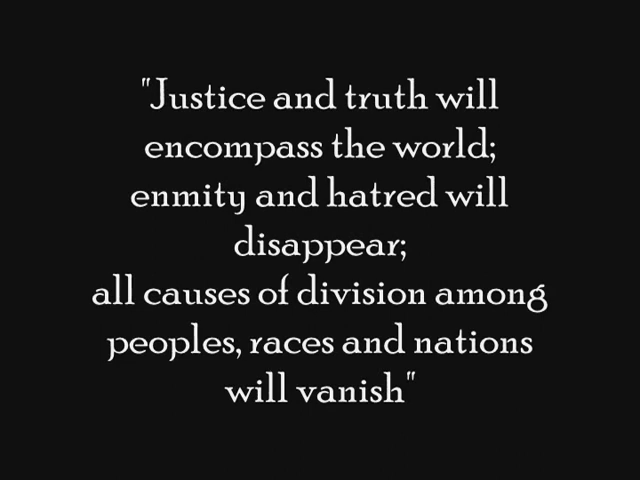 "Justice and truth will
encompass the world;
enmity and hatred will
disappear;
all causes of division among
peoples, races and nations
will vanish"